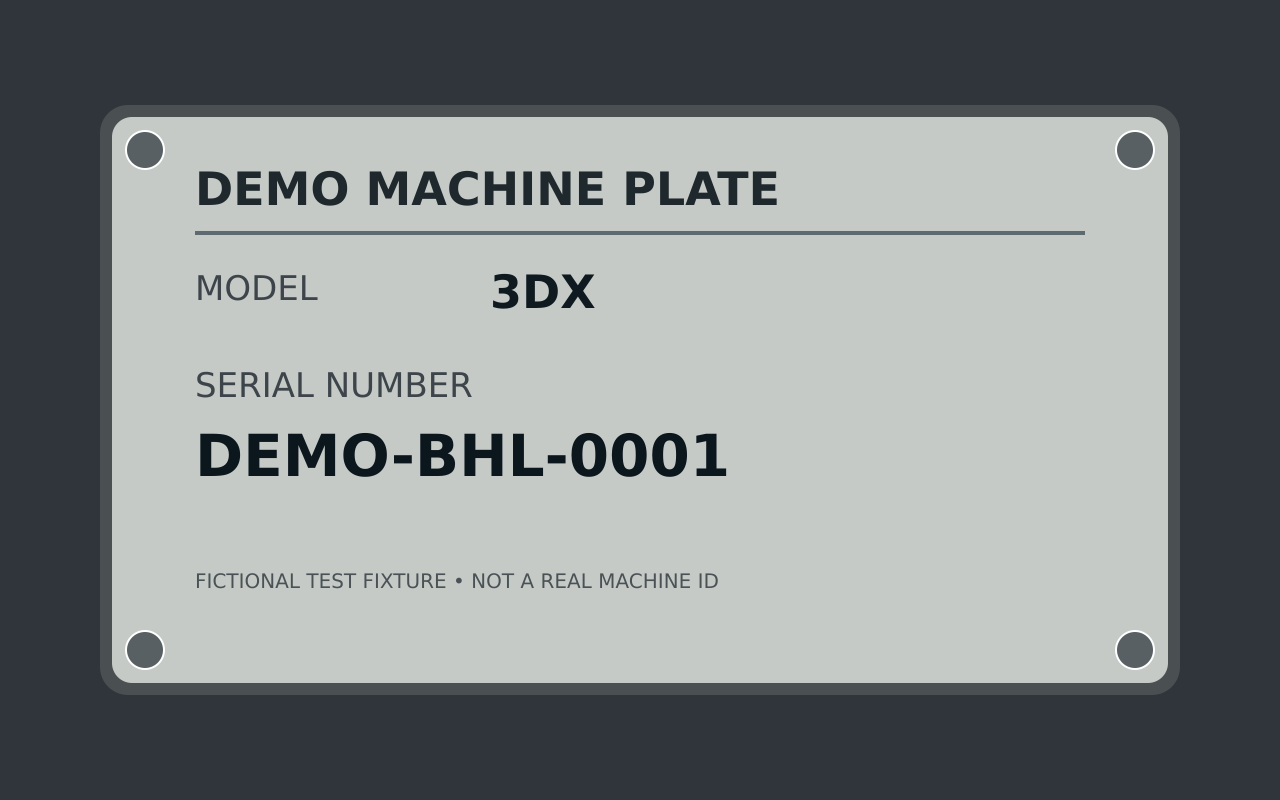 DEMO MACHINE PLATE
MODEL 3DX
SERIAL NUMBER
DEMO-BHL-0001
FICTIONAL TEST FIXTURE • NOT A REAL MACHINE ID